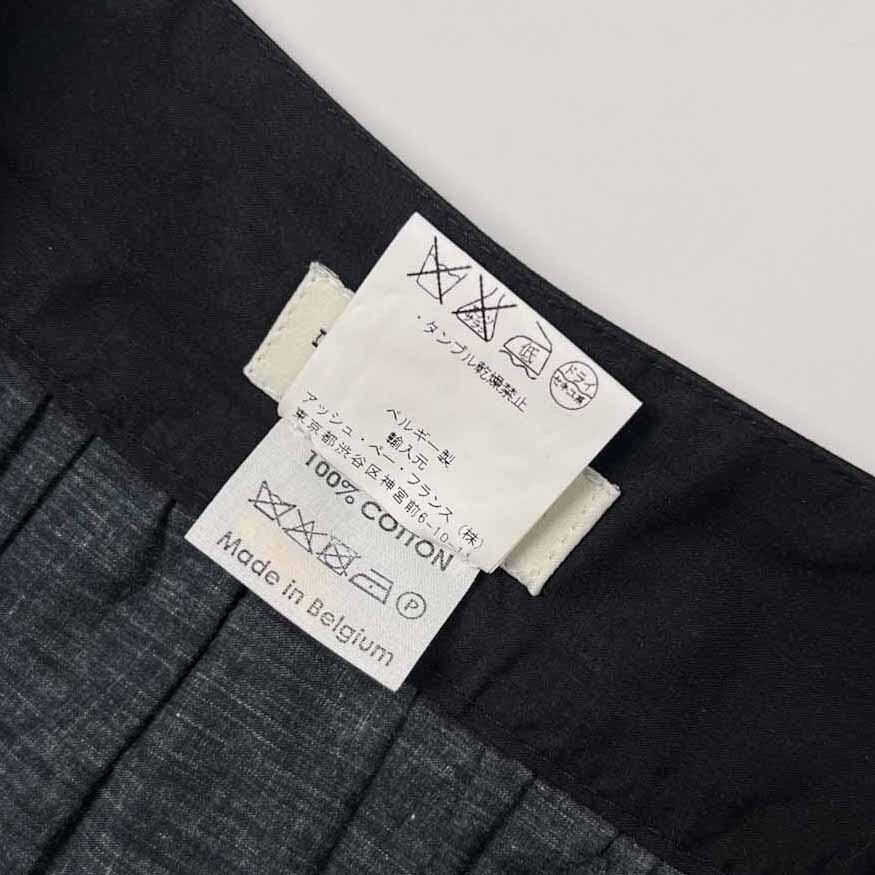 低
ドライ
セキユ系
・タンブル乾燥禁止
ベルギー製
輸入元
アッシュ・ペー・フランス（株）
東京都渋谷区神宮前6-10-
100% COTTON
P
Made in Belgium